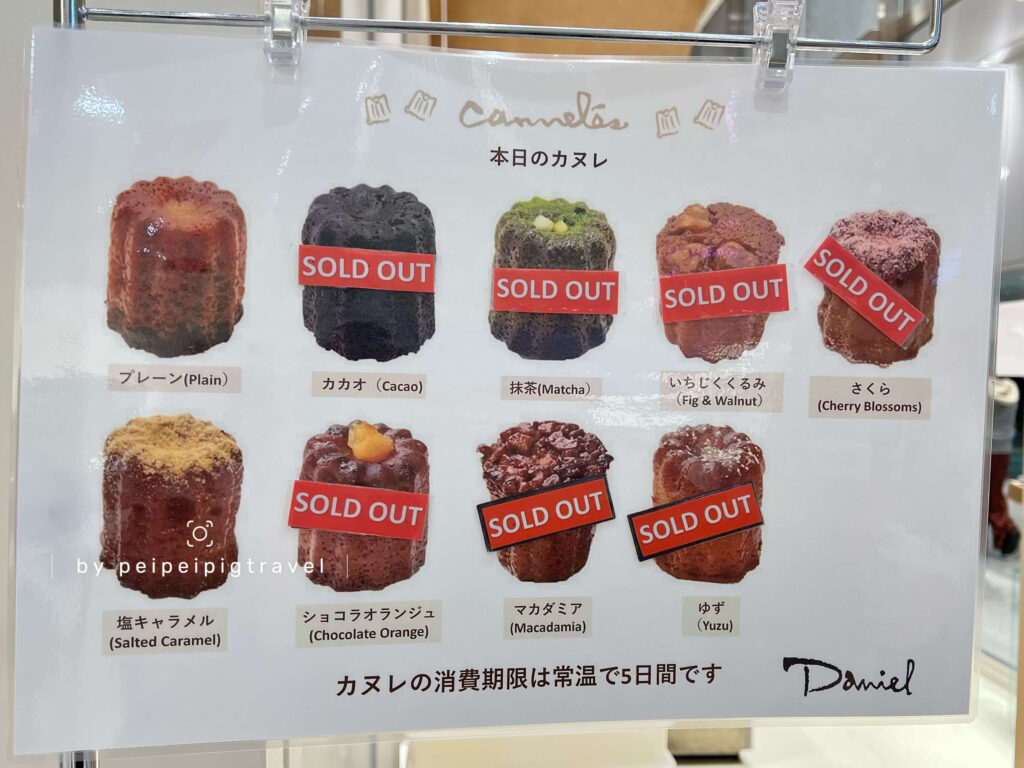 cannelés
本日のカヌレ
SOLD OUT
SOLD OUT
SOLD OUT
SOLD OUT
プレーン(Plain)
カカオ (Cacao)
抹茶(Matcha)
いちじくくるみ
(Fig & Walnut)
さくら
(Cherry Blossoms)
SOLD OUT
SOLD OUT
SOLD OUT
by peipeipigtravel
塩キャラメル
(Salted Caramel)
ショコラオランジュ
(Chocolate Orange)
マカダミア
(Macadamia)
ゆず
(Yuzu)
カヌレの消費期限は常温で5日間です
Daniel